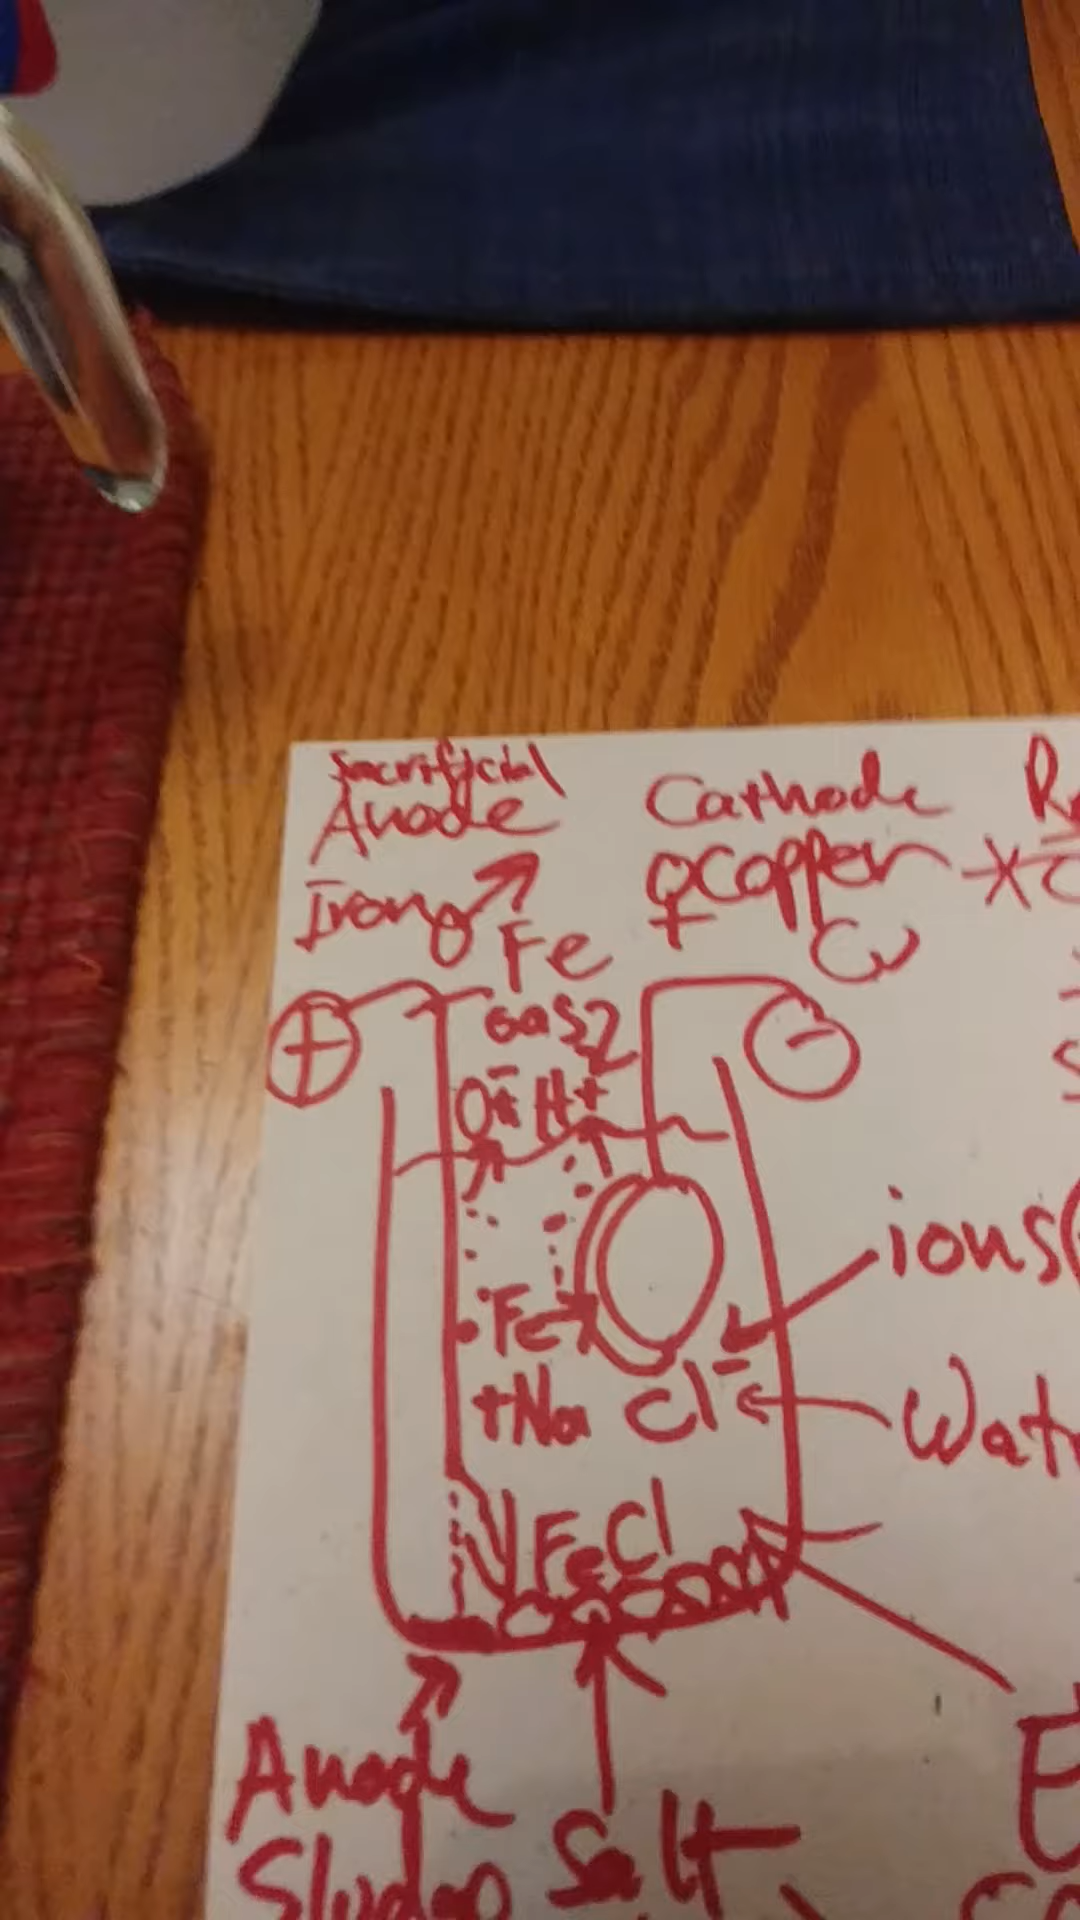 Sacrificial
Anode
Iron
Fe
Cathode
Copper
Cu
+
-
Gas
O- H+
ions
Fe+
+Na Cl-
FeCl
Anode
Sludge
Salt